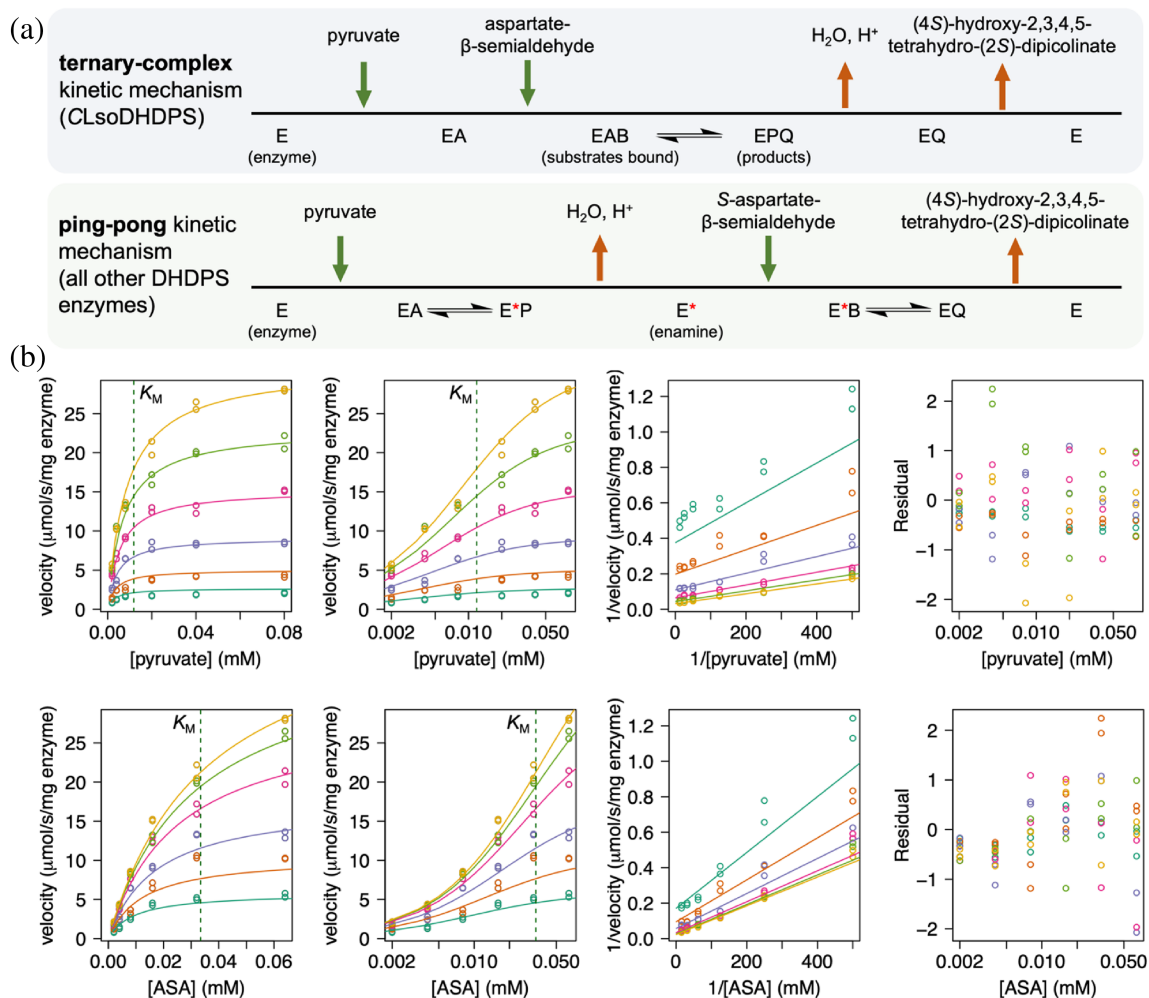 (a)
ternary-complex
kinetic mechanism
(CLsoDHDPS)
pyruvate
aspartate-
β-semialdehyde
H₂O, H⁺
(4S)-hydroxy-2,3,4,5-
tetrahydro-(2S)-dipicolinate
E
EA
EAB
EPQ
EQ
E
(enzyme)
(substrates bound)
(products)
ping-pong kinetic
mechanism
(all other DHDPS
enzymes)
pyruvate
H₂O, H⁺
S-aspartate-
β-semialdehyde
(4S)-hydroxy-2,3,4,5-
tetrahydro-(2S)-dipicolinate
E
EA
E*P
E*
E*B
EQ
E
(enzyme)
(enamine)
(b)
velocity (μmol/s/mg enzyme)
25
20
15
10
5
0
K_M
0.00 0.04 0.08
[pyruvate] (mM)
velocity (μmol/s/mg enzyme)
25
20
15
10
5
0
K_M
0.002 0.010 0.050
[pyruvate] (mM)
1/velocity (μmol/s/mg enzyme)
1.2
1.0
0.8
0.6
0.4
0.2
0.0
0 200 400
1/[pyruvate] (mM)
Residual
2
1
0
−1
−2
0.002 0.010 0.050
[pyruvate] (mM)
velocity (μmol/s/mg enzyme)
25
20
15
10
5
0
K_M
0.00 0.02 0.04 0.06
[ASA] (mM)
velocity (μmol/s/mg enzyme)
25
20
15
10
5
0
K_M
0.002 0.010 0.050
[ASA] (mM)
1/velocity (μmol/s/mg enzyme)
1.2
1.0
0.8
0.6
0.4
0.2
0.0
0 200 400
1/[ASA] (mM)
Residual
2
1
0
−1
−2
0.002 0.010 0.050
[ASA] (mM)